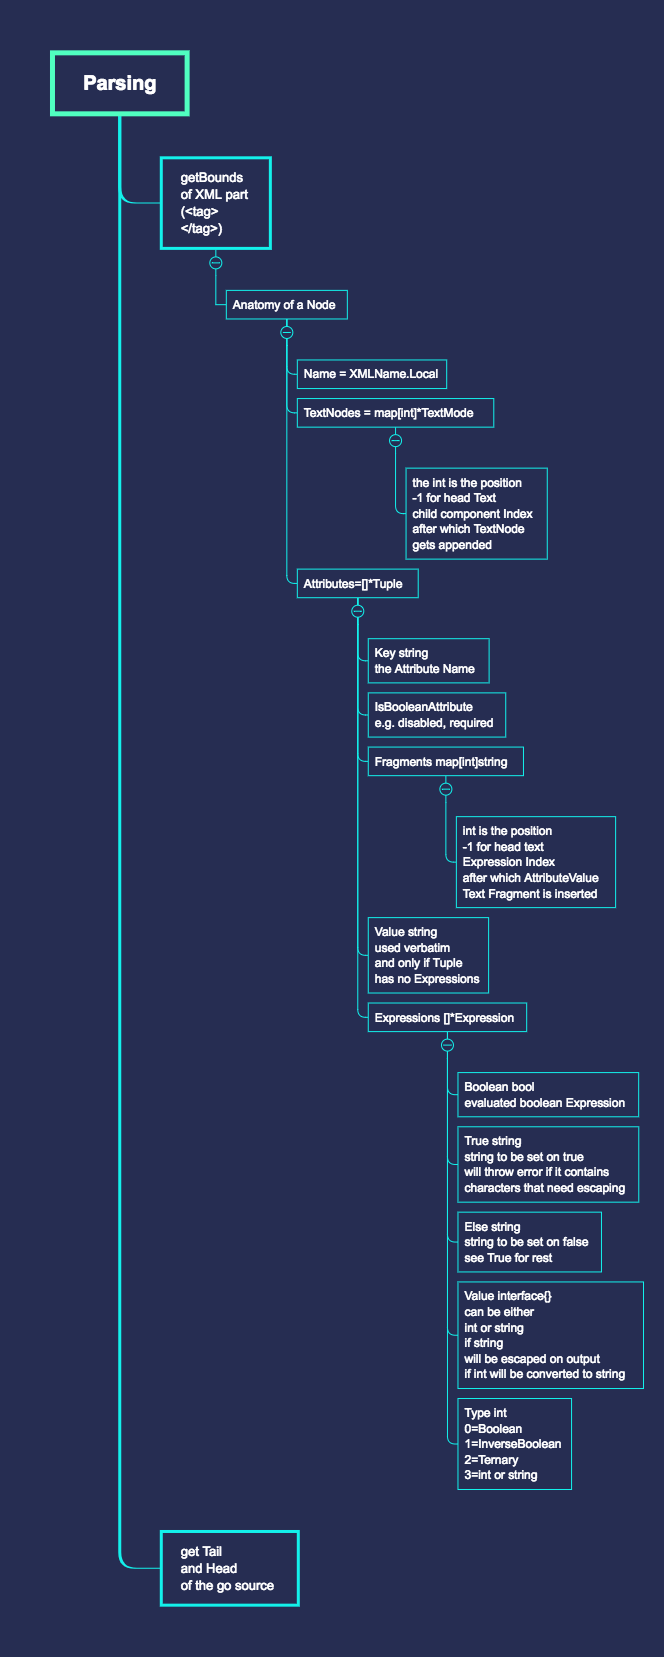 Parsing
getBounds
of XML part
(<tag>
</tag>)
Anatomy of a Node
Name = XMLName.Local
TextNodes = map[int]*TextMode
the int is the position
-1 for head Text
child component Index
after which TextNode
gets appended
Attributes=[]*Tuple
Key string
the Attribute Name
IsBooleanAttribute
e.g. disabled, required
Fragments map[int]string
int is the position
-1 for head text
Expression Index
after which AttributeValue
Text Fragment is inserted
Value string
used verbatim
and only if Tuple
has no Expressions
Expressions []*Expression
Boolean bool
evaluated boolean Expression
True string
string to be set on true
will throw error if it contains
characters that need escaping
Else string
string to be set on false
see True for rest
Value interface{}
can be either
int or string
if string
will be escaped on output
if int will be converted to string
Type int
0=Boolean
1=InverseBoolean
2=Ternary
3=int or string
get Tail
and Head
of the go source